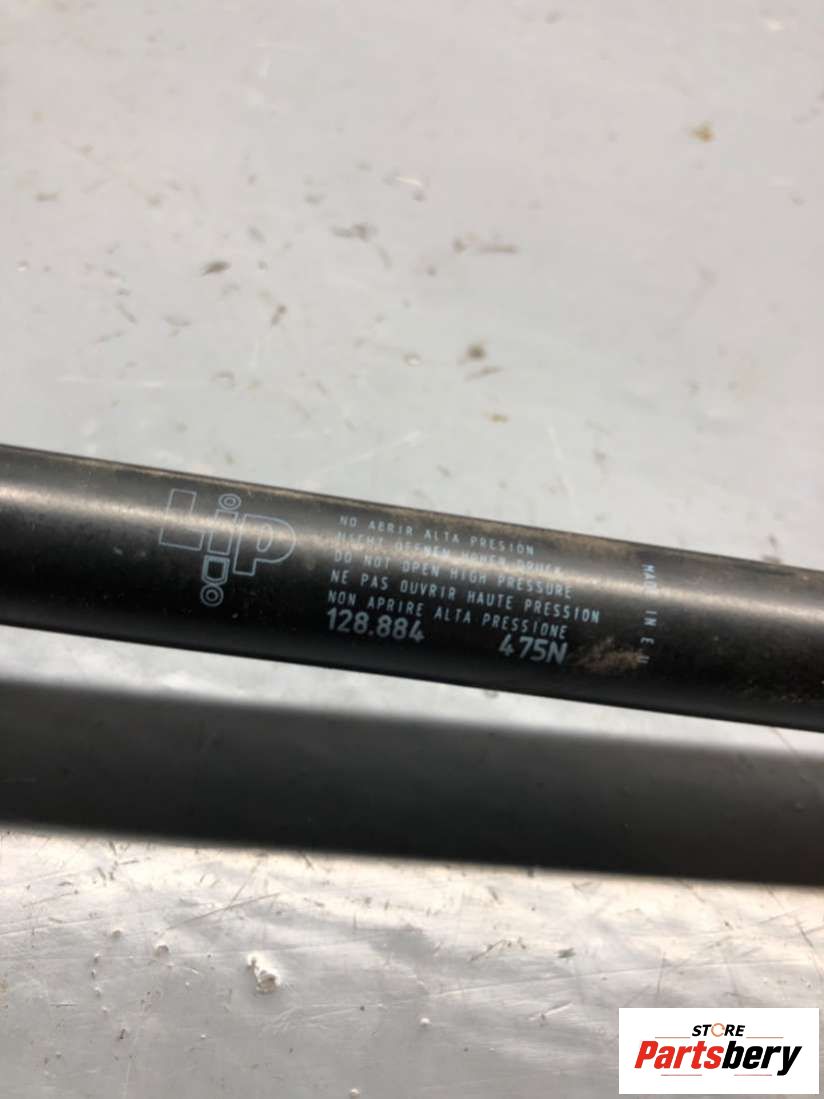 Lip
NO ABRIR ALTA PRESION
NICHT OEFNEN HOHER DRUCK
DO NOT OPEN HIGH PRESSURE
NE PAS OUVRIR HAUTE PRESSION
NON APRIRE ALTA PRESSIONE
128.884 475N
MADE IN E.U
STORE
Partsbery